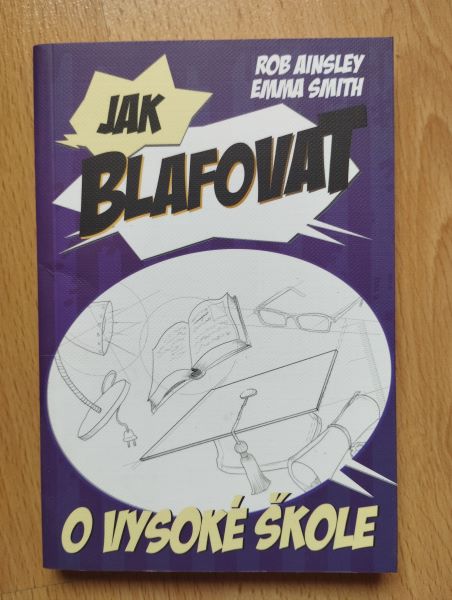 ROB AINSLEY
EMMA SMITH
JAK
BLAFOVAT
O VYSOKÉ ŠKOLE